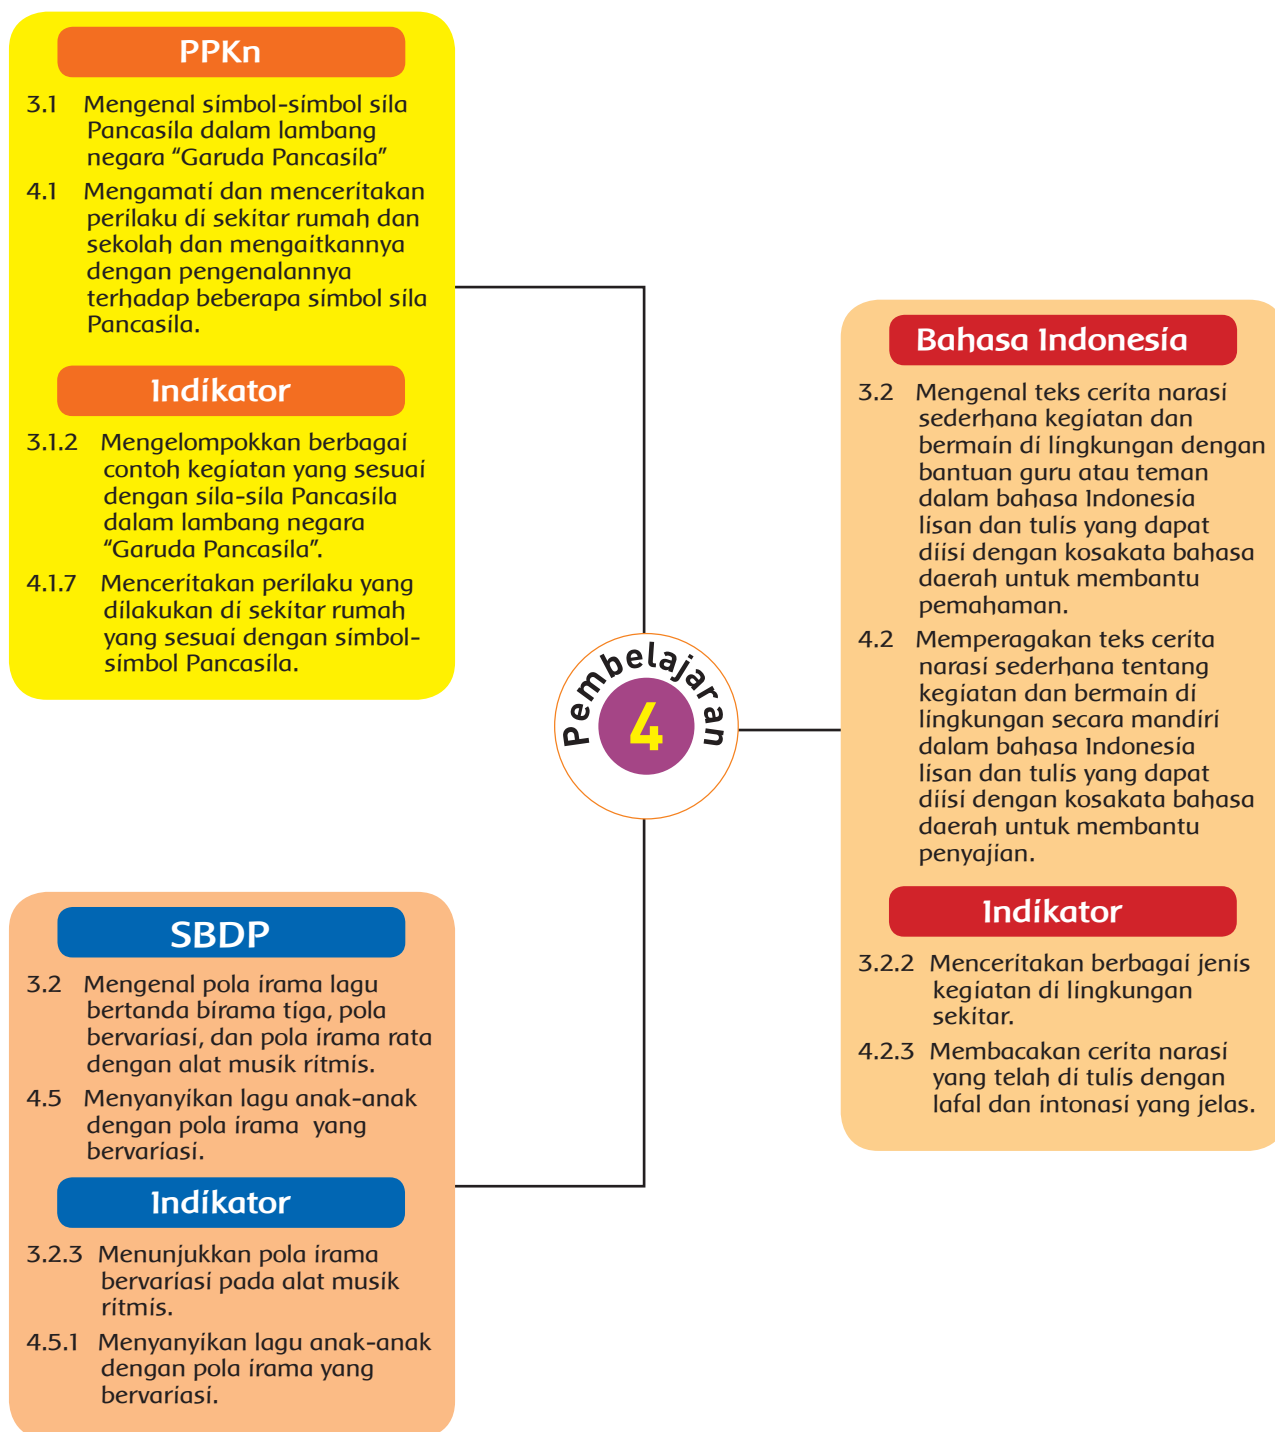 PPKn
3.1 Mengenal simbol-simbol sila
Pancasila dalam lambang
negara “Garuda Pancasila”
4.1 Mengamati dan menceritakan
perilaku di sekitar rumah dan
sekolah dan mengaitkannya
dengan pengenalannya
terhadap beberapa simbol sila
Pancasila.
Indikator
3.1.2 Mengelompokkan berbagai
contoh kegiatan yang sesuai
dengan sila-sila Pancasila
dalam lambang negara
“Garuda Pancasila”.
4.1.7 Menceritakan perilaku yang
dilakukan di sekitar rumah
yang sesuai dengan simbol-
simbol Pancasila.
Pembelajaran
4
Bahasa Indonesia
3.2 Mengenal teks cerita narasi
sederhana kegiatan dan
bermain di lingkungan dengan
bantuan guru atau teman
dalam bahasa Indonesia
lisan dan tulis yang dapat
diisi dengan kosakata bahasa
daerah untuk membantu
pemahaman.
4.2 Memperagakan teks cerita
narasi sederhana tentang
kegiatan dan bermain di
lingkungan secara mandiri
dalam bahasa Indonesia
lisan dan tulis yang dapat
diisi dengan kosakata bahasa
daerah untuk membantu
penyajian.
Indikator
3.2.2 Menceritakan berbagai jenis
kegiatan di lingkungan
sekitar.
4.2.3 Membacakan cerita narasi
yang telah di tulis dengan
lafal dan intonasi yang jelas.
SBDP
3.2 Mengenal pola irama lagu
bertanda birama tiga, pola
bervariasi, dan pola irama rata
dengan alat musik ritmis.
4.5 Menyanyikan lagu anak-anak
dengan pola irama yang
bervariasi.
Indikator
3.2.3 Menunjukkan pola irama
bervariasi pada alat musik
ritmis.
4.5.1 Menyanyikan lagu anak-anak
dengan pola irama yang
bervariasi.